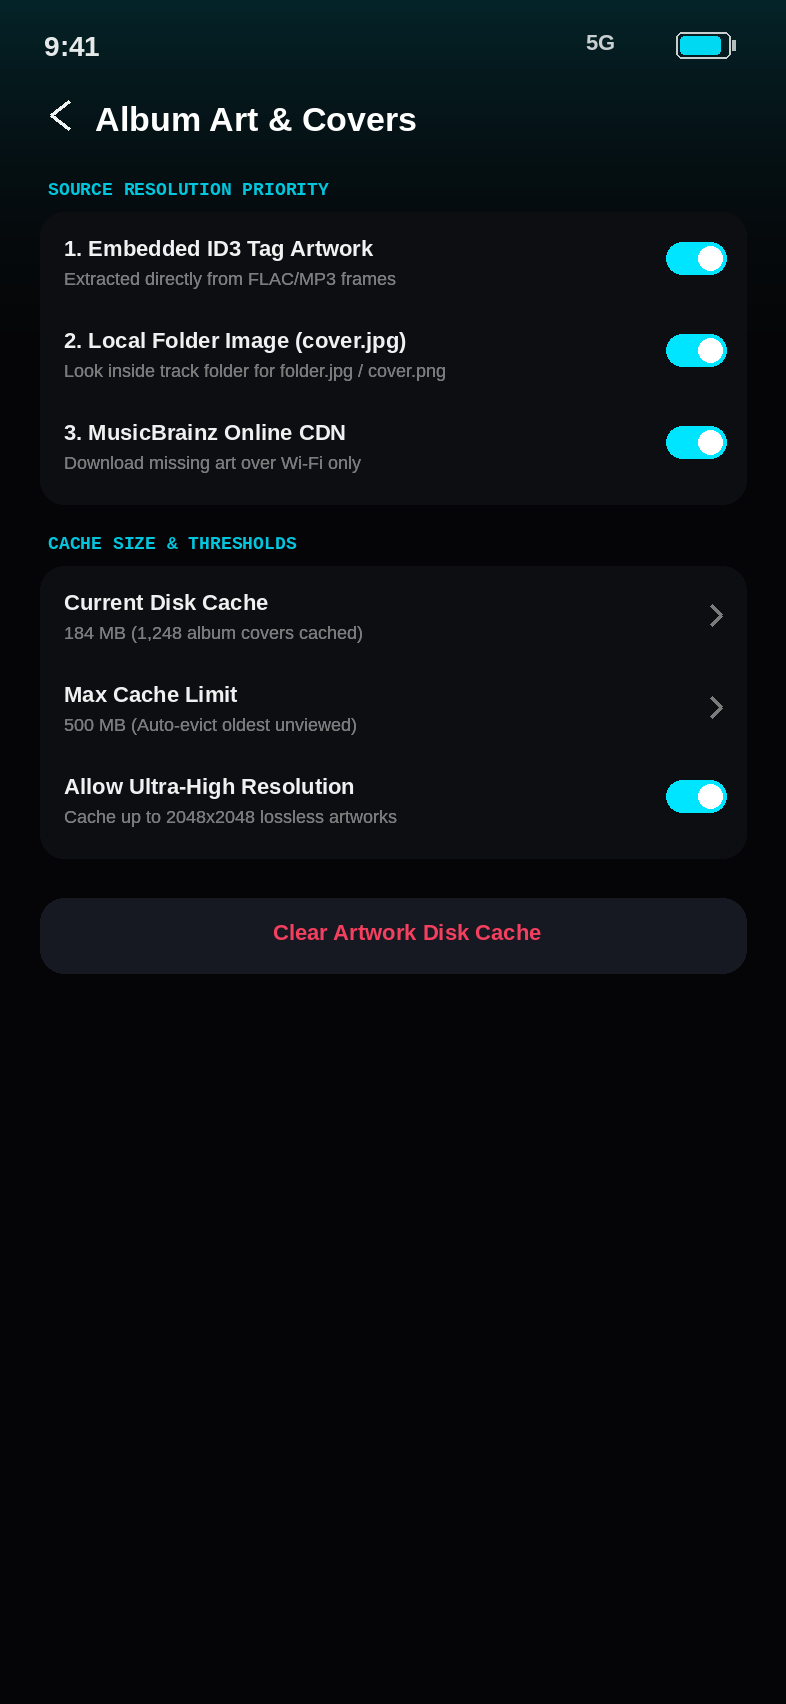 9:41
5G
Album Art & Covers
SOURCE RESOLUTION PRIORITY
1. Embedded ID3 Tag Artwork
Extracted directly from FLAC/MP3 frames
2. Local Folder Image (cover.jpg)
Look inside track folder for folder.jpg / cover.png
3. MusicBrainz Online CDN
Download missing art over Wi-Fi only
CACHE SIZE & THRESHOLDS
Current Disk Cache
184 MB (1,248 album covers cached)
Max Cache Limit
500 MB (Auto-evict oldest unviewed)
Allow Ultra-High Resolution
Cache up to 2048x2048 lossless artworks
Clear Artwork Disk Cache